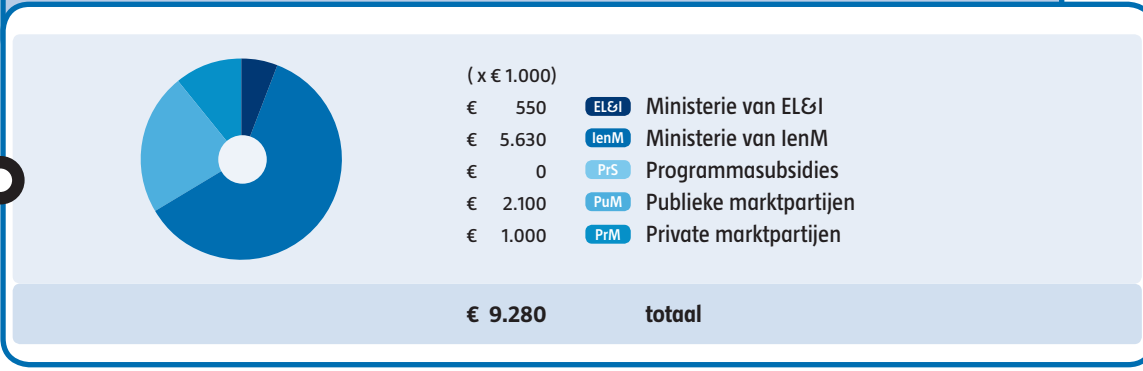 ( x € 1.000)
€ 550 EL&I Ministerie van EL&I
€ 5.630 IenM Ministerie van IenM
€ 0 PrS Programmasubsidies
€ 2.100 PuM Publieke marktpartijen
€ 1.000 PrM Private marktpartijen
€ 9.280 totaal